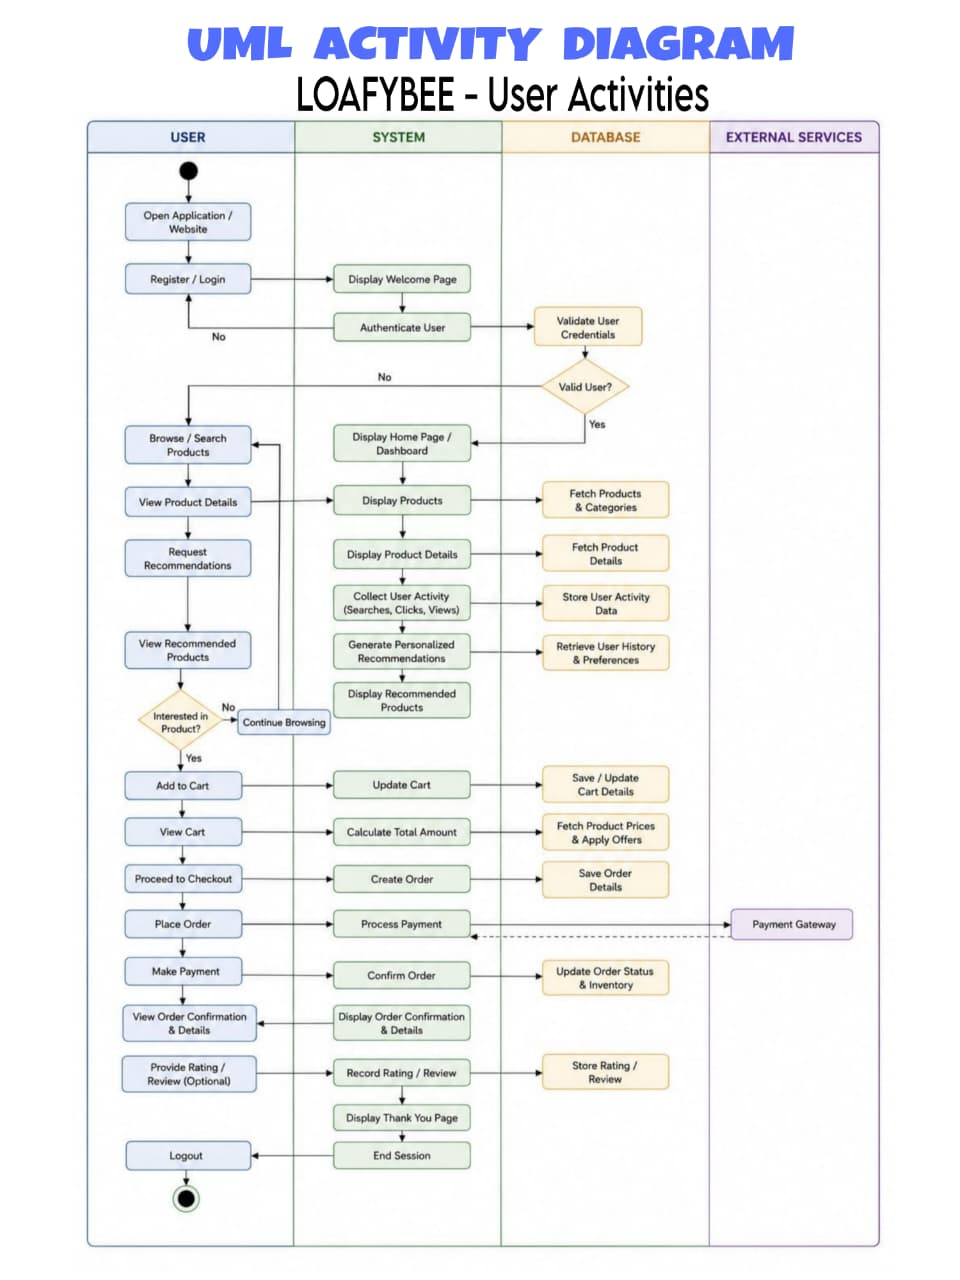 UML ACTIVITY DIAGRAM
LOAFYBEE - User Activities
USER
SYSTEM
DATABASE
EXTERNAL SERVICES
Open Application /
Website
Register / Login
Display Welcome Page
Authenticate User
Validate User
Credentials
No
No
Valid User?
Yes
Browse / Search
Products
Display Home Page /
Dashboard
View Product Details
Display Products
Fetch Products
& Categories
Request
Recommendations
Display Product Details
Fetch Product
Details
Collect User Activity
(Searches, Clicks, Views)
Store User Activity
Data
View Recommended
Products
Generate Personalized
Recommendations
Retrieve User History
& Preferences
Display Recommended
Products
Interested in
Product?
No
Continue Browsing
Yes
Add to Cart
Update Cart
Save / Update
Cart Details
View Cart
Calculate Total Amount
Fetch Product Prices
& Apply Offers
Proceed to Checkout
Create Order
Save Order
Details
Place Order
Process Payment
Payment Gateway
Make Payment
Confirm Order
Update Order Status
& Inventory
View Order Confirmation
& Details
Display Order Confirmation
& Details
Provide Rating /
Review (Optional)
Record Rating / Review
Store Rating /
Review
Display Thank You Page
Logout
End Session